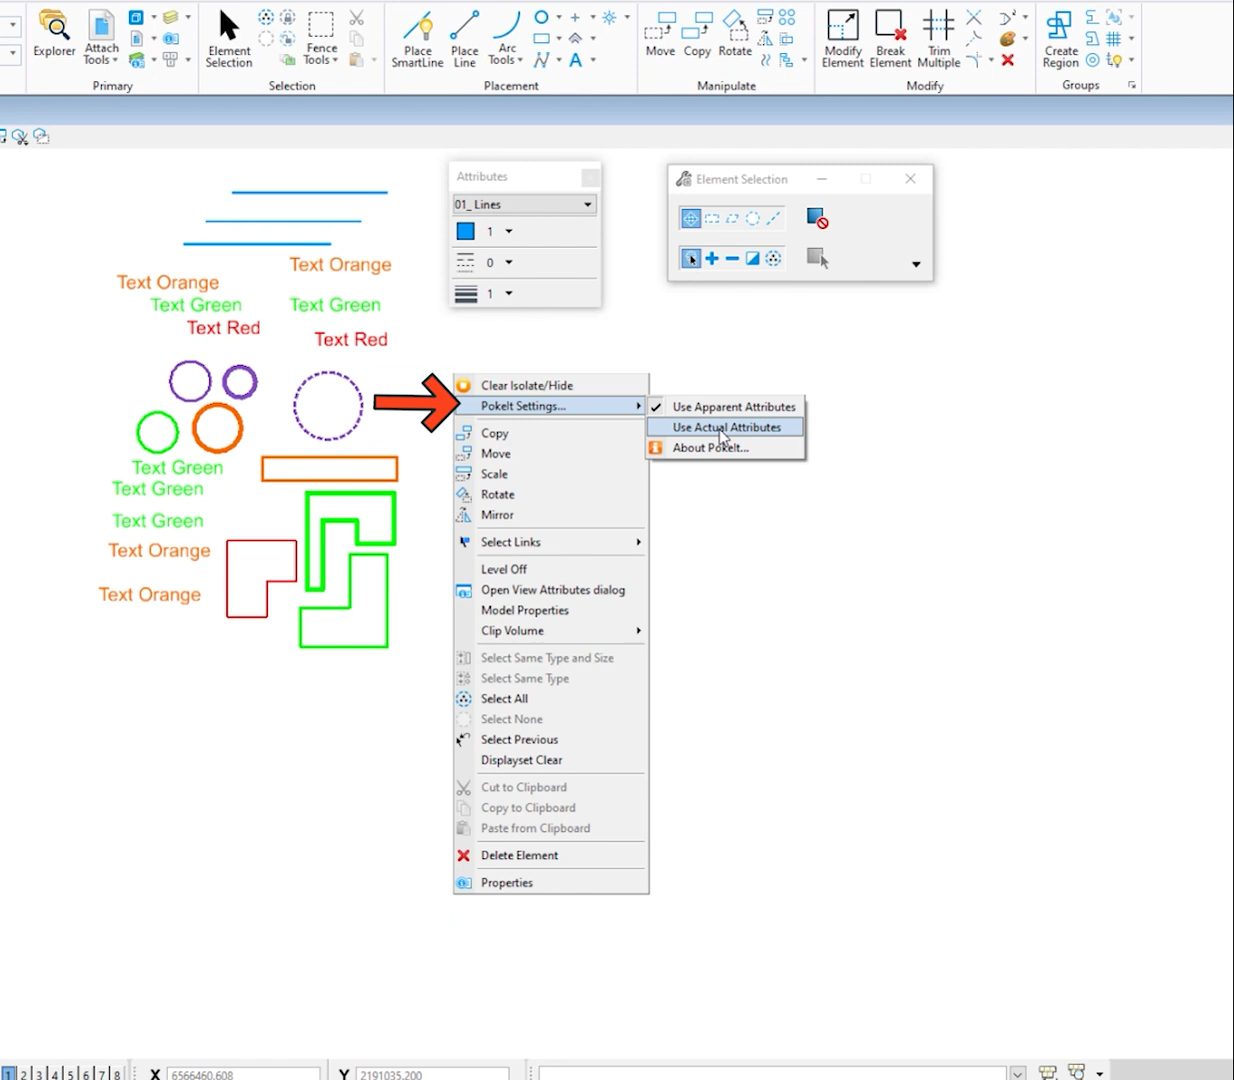 Explorer
Attach Tools
Primary
Element Selection
Fence Tools
Selection
Place SmartLine
Place Line
Arc Tools
A
Placement
Move
Copy
Rotate
Manipulate
Modify Element
Break Element
Trim Multiple
Modify
Create Region
Groups
Attributes
01_ Lines
1
0
1
Element Selection
Text Orange
Text Orange
Text Green
Text Green
Text Red
Text Red
Text Green
Text Green
Text Green
Text Orange
Text Orange
Clear Isolate/Hide
PokeIt Settings...
Use Apparent Attributes
Use Actual Attributes
About PokeIt...
Copy
Move
Scale
Rotate
Mirror
Select Links
Level Off
Open View Attributes dialog
Model Properties
Clip Volume
Select Same Type and Size
Select Same Type
Select All
Select None
Select Previous
Displayset Clear
Cut to Clipboard
Copy to Clipboard
Paste from Clipboard
Delete Element
Properties
1 2 3 4 5 6 7 8 X 6566460.608 Y 2191035.200